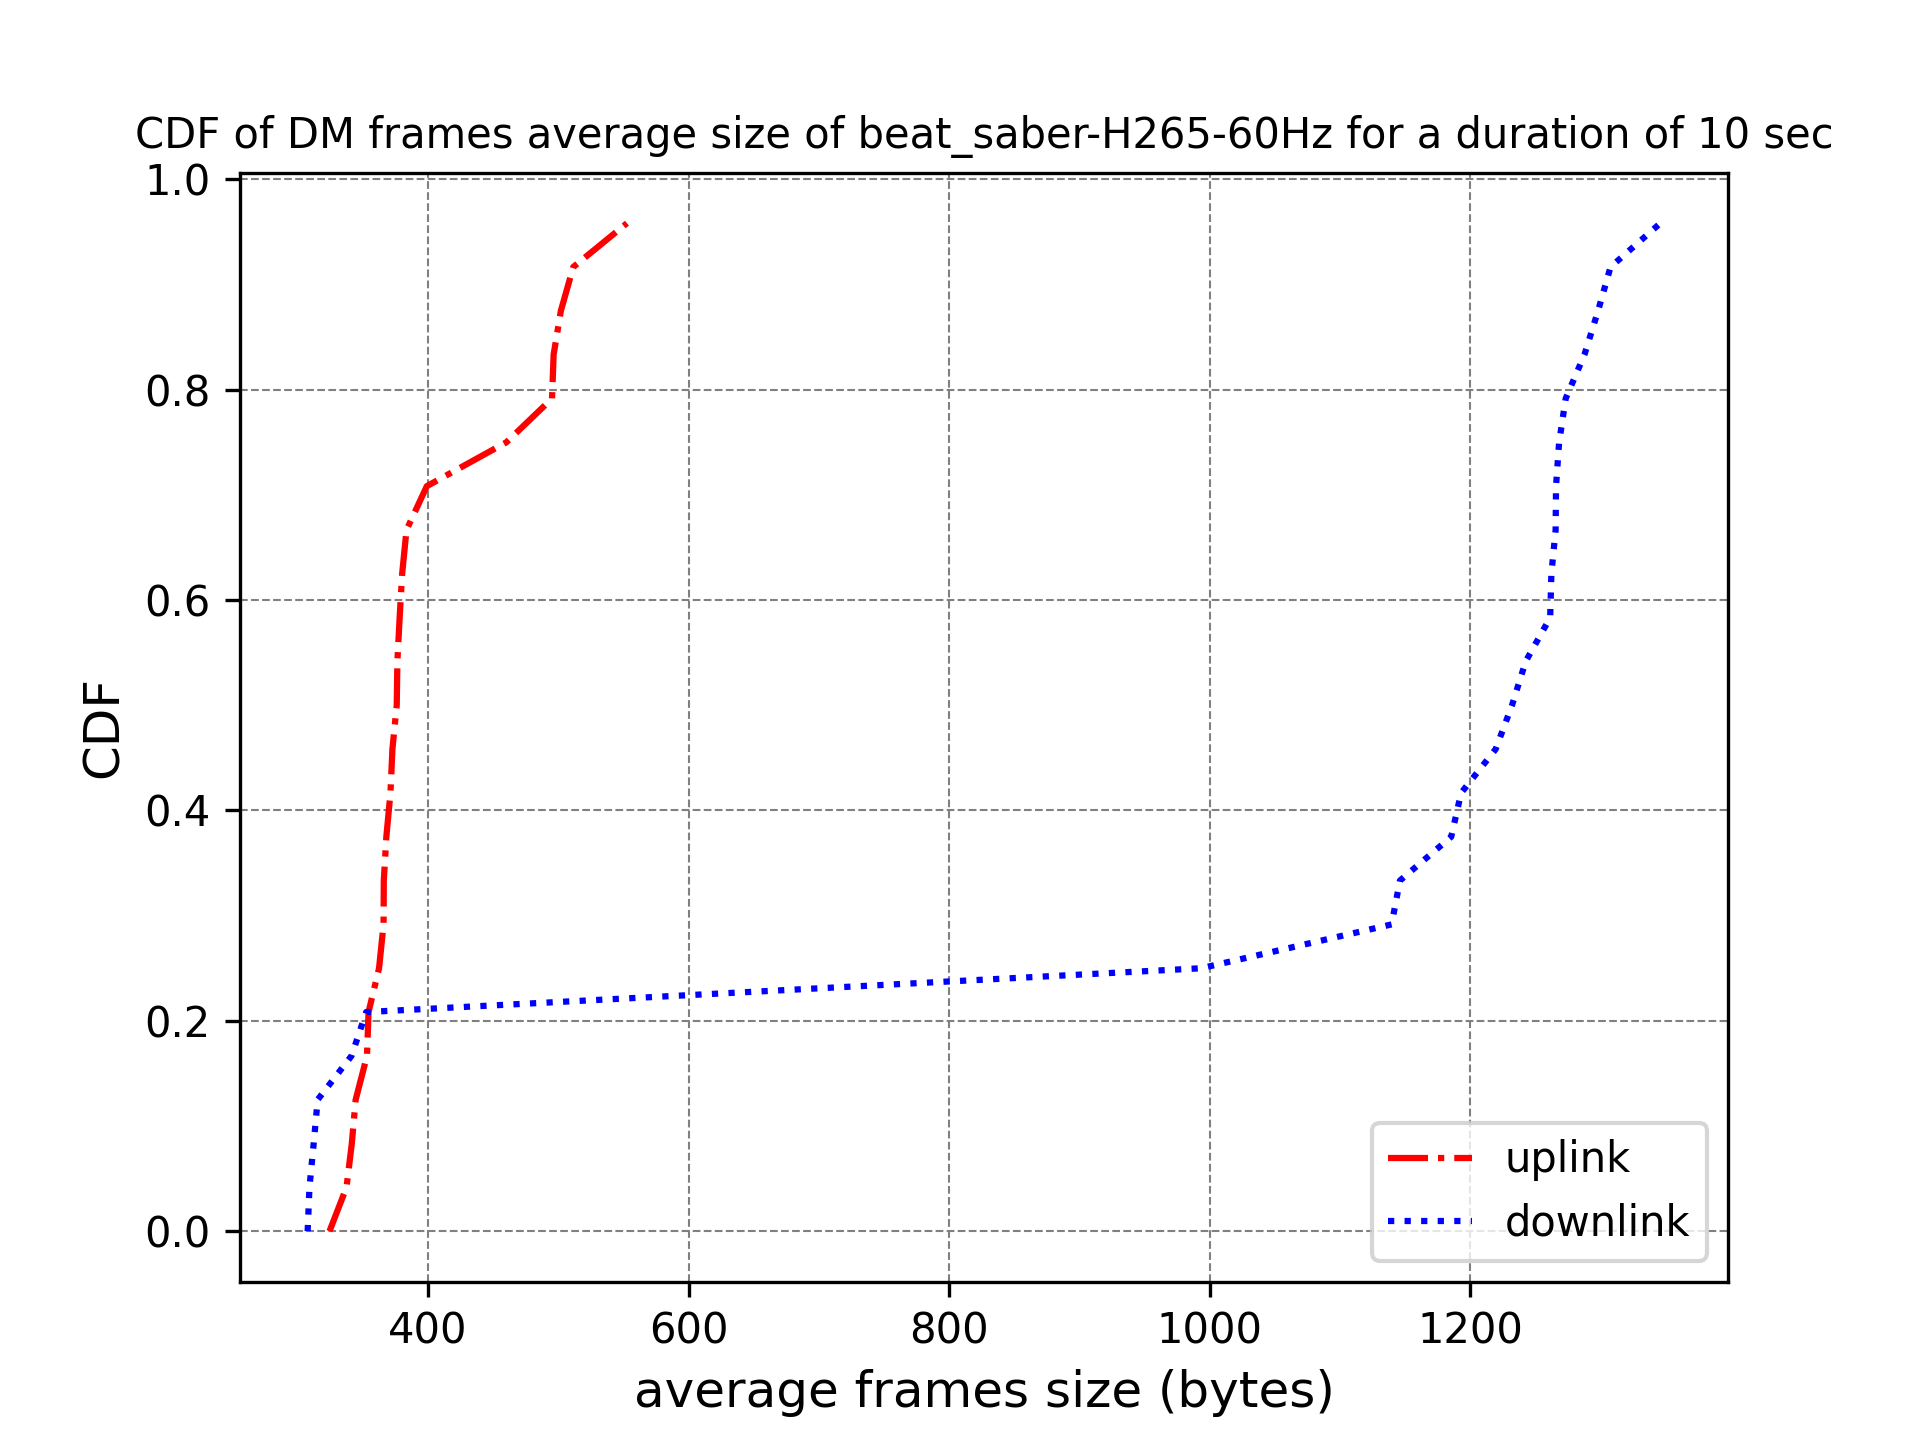 CDF of DM frames average size of beat_saber-H265-60Hz for a duration of 10 sec
1.0
0.8
0.6
0.4
0.2
0.0
CDF
400 600 800 1000 1200
average frames size (bytes)
uplink
downlink